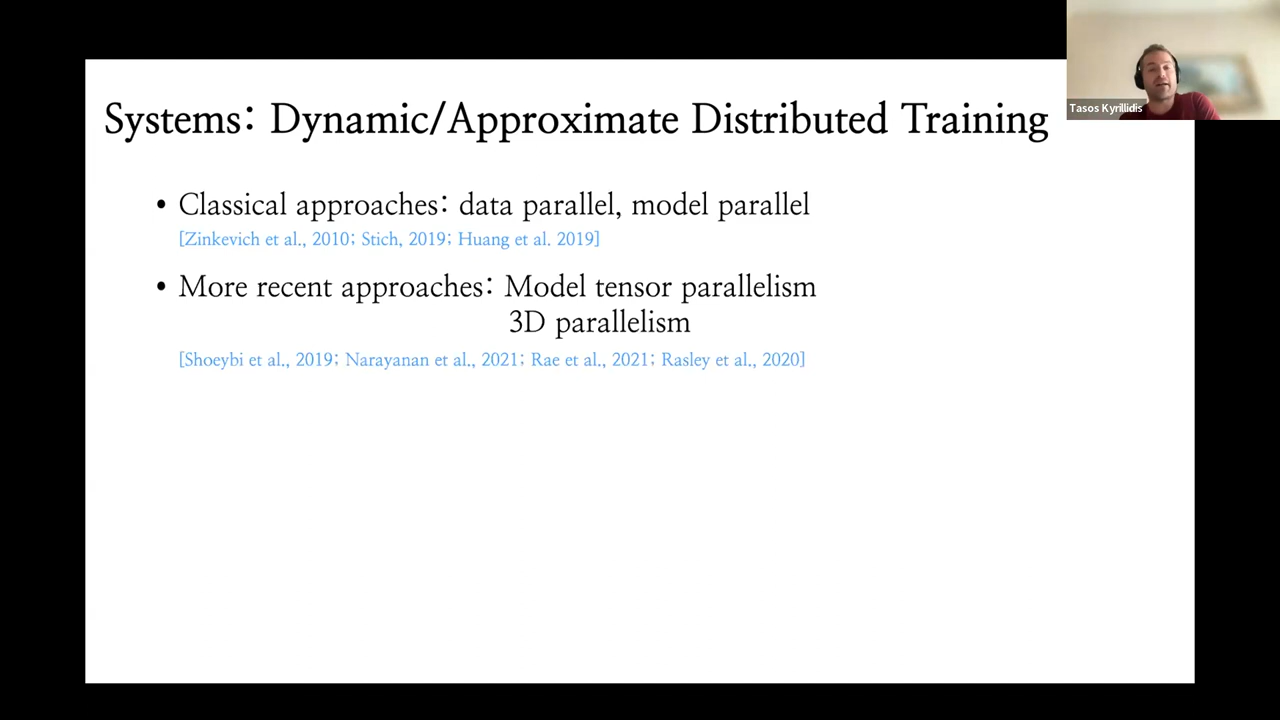 Systems: Dynamic/Approximate Distributed Training
Tasos Kyrillidis
• Classical approaches: data parallel, model parallel
[Zinkevich et al., 2010; Stich, 2019; Huang et al. 2019]
• More recent approaches: Model tensor parallelism
3D parallelism
[Shoeybi et al., 2019; Narayanan et al., 2021; Rae et al., 2021; Rasley et al., 2020]